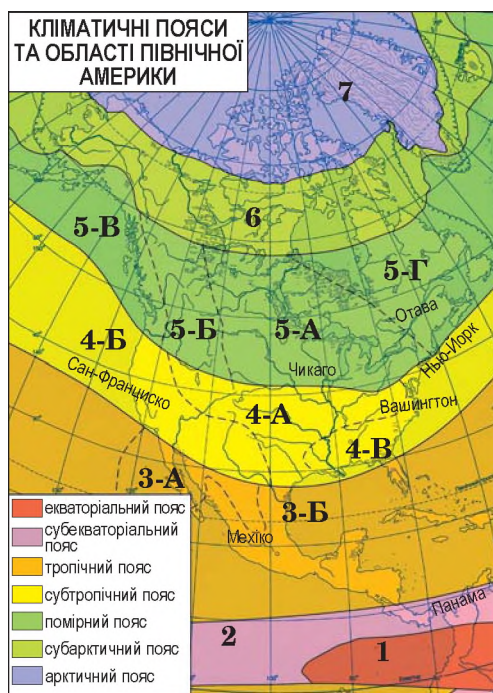 КЛІМАТИЧНІ ПОЯСИ
ТА ОБЛАСТІ ПІВНІЧНОЇ
АМЕРИКИ
7
6
5-В
5-Г
5-Б
5-А
Отава
4-Б
Чикаго
Нью-Йорк
Сан-Франциско
4-А
Вашингтон
4-В
3-А
3-Б
Мехіко
екваторіальний пояс
субекваторіальний
пояс
тропічний пояс
субтропічний пояс
помірний пояс
субарктичний пояс
арктичний пояс
Панама
2
1